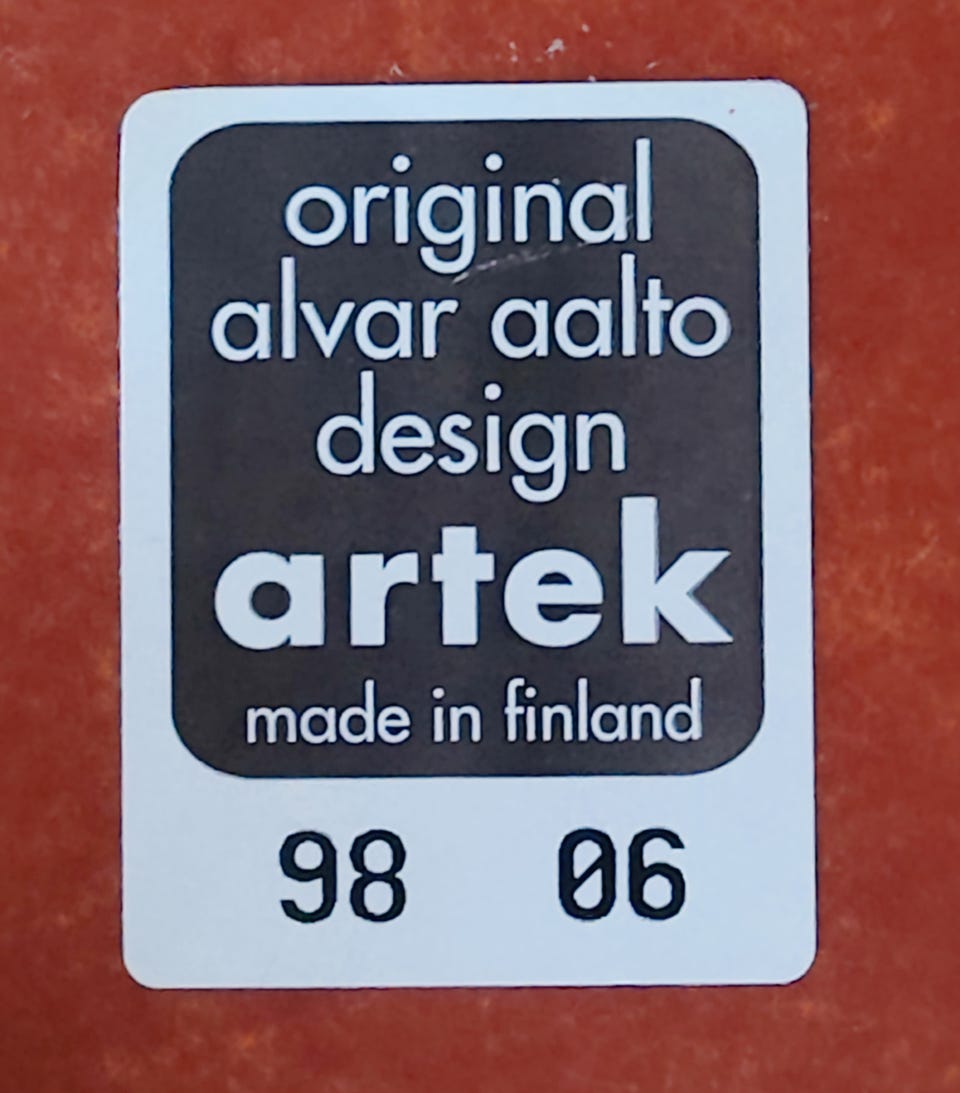 original
alvar aalto
design
artek
made in finland
98 06